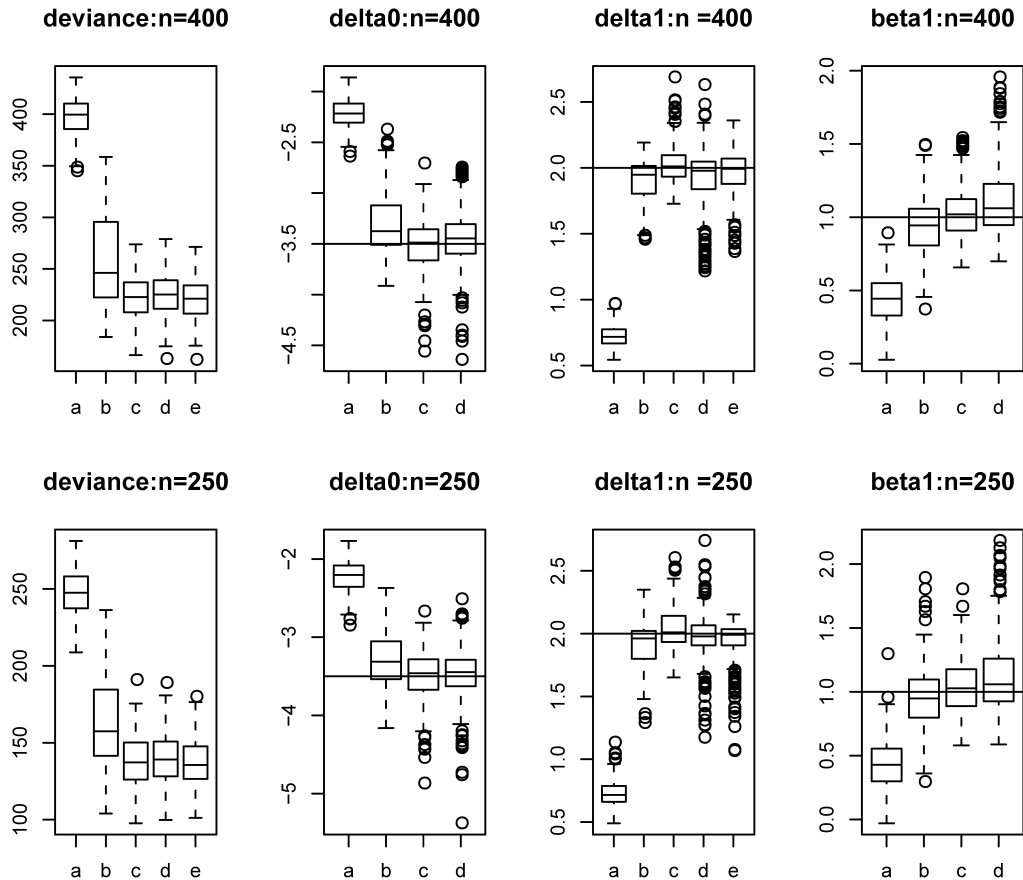 deviance:n=400 delta0:n=400 delta1:n =400 beta1:n=400
400 350 300 250 200
a b c d e
−2.5 −3.5 −4.5
a b c d
2.5 2.0 1.5 1.0 0.5
a b c d e
2.0 1.5 1.0 0.5 0.0
a b c d
deviance:n=250 delta0:n=250 delta1:n =250 beta1:n=250
250 200 150 100
a b c d e
−2 −3 −4 −5
a b c d
2.5 2.0 1.5 1.0 0.5
a b c d e
2.0 1.5 1.0 0.5 0.0
a b c d